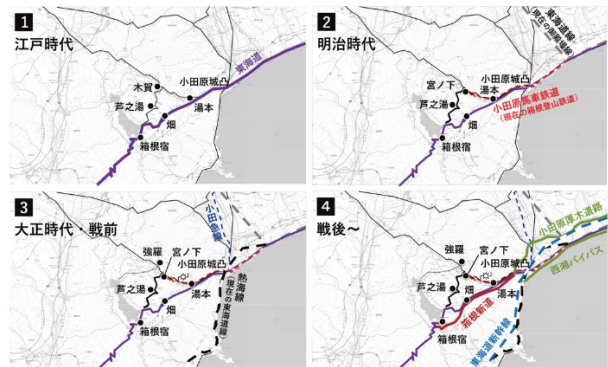 1
江戸時代
東海道
小田原城凸
木賀
湯本
芦之湯
畑
箱根宿
2
明治時代
東海道線
(現在の御殿場線)
小田原城凸
宮ノ下
湯本
芦之湯
小田原馬車鉄道
(現在の箱根登山鉄道)
畑
箱根宿
3
大正時代・戦前
小田急線
強羅
宮ノ下
小田原城凸
芦之湯
湯本
熱海線
(現在の東海道線)
畑
箱根宿
4
戦後〜
小田原厚木道路
西湘バイパス
強羅
宮ノ下
小田原城凸
芦之湯
湯本
畑
箱根新道
東海道新幹線
箱根宿